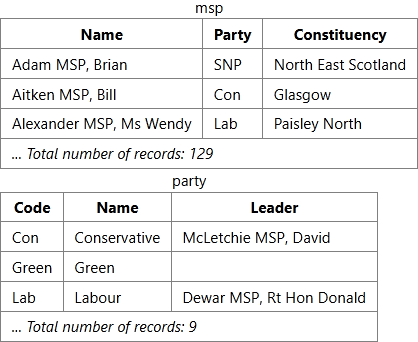 msp
Name Party Constituency
Adam MSP, Brian SNP North East Scotland
Aitken MSP, Bill Con Glasgow
Alexander MSP, Ms Wendy Lab Paisley North
... Total number of records: 129
party
Code Name Leader
Con Conservative McLetchie MSP, David
Green Green
Lab Labour Dewar MSP, Rt Hon Donald
... Total number of records: 9